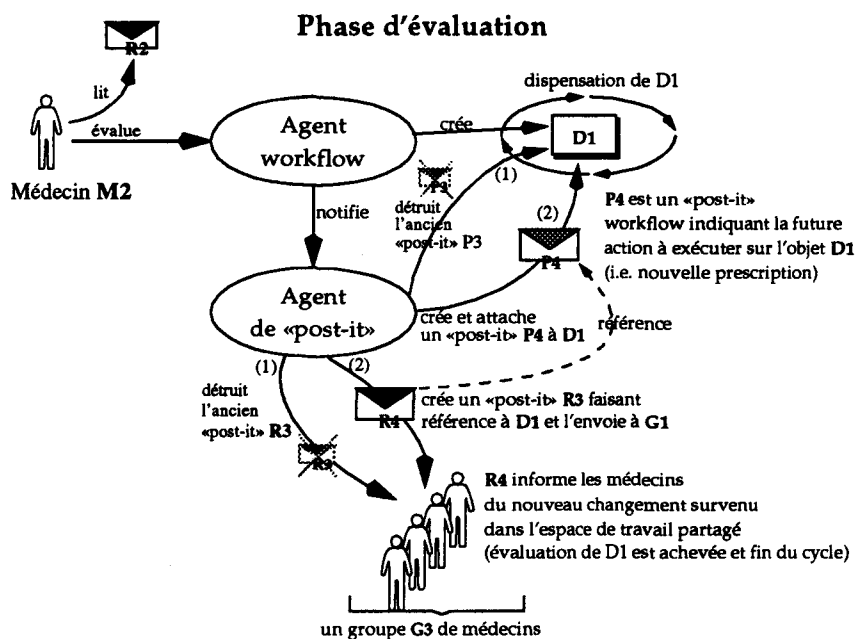 Phase d'évaluation
R2
lit
évalue
Médecin M2
Agent
workflow
crée
dispensation de D1
D1
notifie
P3
(1)
détruit
l'ancien
«post-it» P3
(2)
P4
P4 est un «post-it»
workflow indiquant la future
action à exécuter sur l'objet D1
(i.e. nouvelle prescription)
Agent
de «post-it»
crée et attache
un «post-it» P4 à D1
référence
(1)
(2)
détruit
l'ancien
«post-it» R3
R3
R4
crée un «post-it» R3 faisant
référence à D1 et l'envoie à G1
R4 informe les médecins
du nouveau changement survenu
dans l'espace de travail partagé
(évaluation de D1 est achevée et fin du cycle)
un groupe G3 de médecins